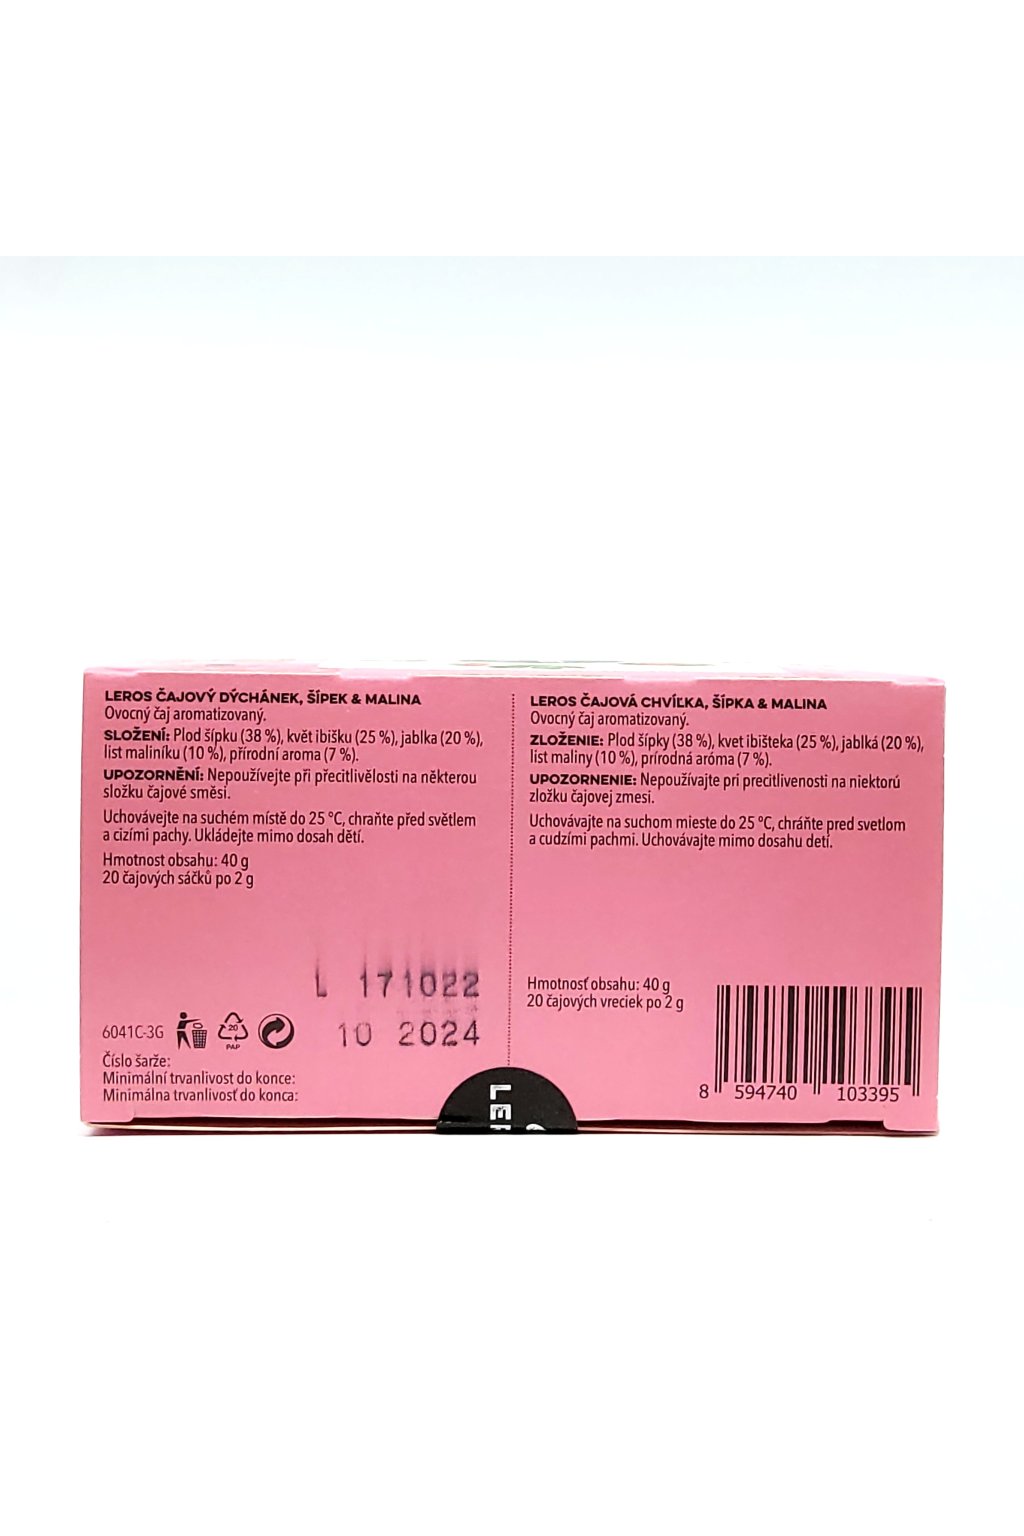 LEROS ČAJOVÝ DÝCHÁNEK, ŠÍPEK & MALINA
Ovocný čaj aromatizovaný.
SLOŽENÍ: Plod šípku (38 %), květ ibišku (25 %), jablka (20 %),
list maliníku (10 %), přírodní aroma (7 %).
UPOZORNĚNÍ: Nepoužívejte při přecitlivělosti na některou
složku čajové směsi.
Uchovávejte na suchém místě do 25 °C, chraňte před světlem
a cizími pachy. Ukládejte mimo dosah dětí.
Hmotnost obsahu: 40 g
20 čajových sáčků po 2 g
L 171022
10 2024
6041C-3G
20
PAP
Číslo šarže:
Minimální trvanlivost do konce:
Minimálna trvanlivosť do konca:
LEROS ČAJOVÁ CHVÍĽKA, ŠÍPKA & MALINA
Ovocný čaj aromatizovaný.
ZLOŽENIE: Plod šípky (38 %), kvet ibišteka (25 %), jablká (20 %),
list maliny (10 %), prírodná aróma (7 %).
UPOZORNENIE: Nepoužívajte pri precitlivenosti na niektorú
zložku čajovej zmesi.
Uchovávajte na suchom mieste do 25 °C, chráňte pred svetlom
a cudzími pachmi. Uchovávajte mimo dosahu detí.
Hmotnosť obsahu: 40 g
20 čajových vreciek po 2 g
8 594740 103395